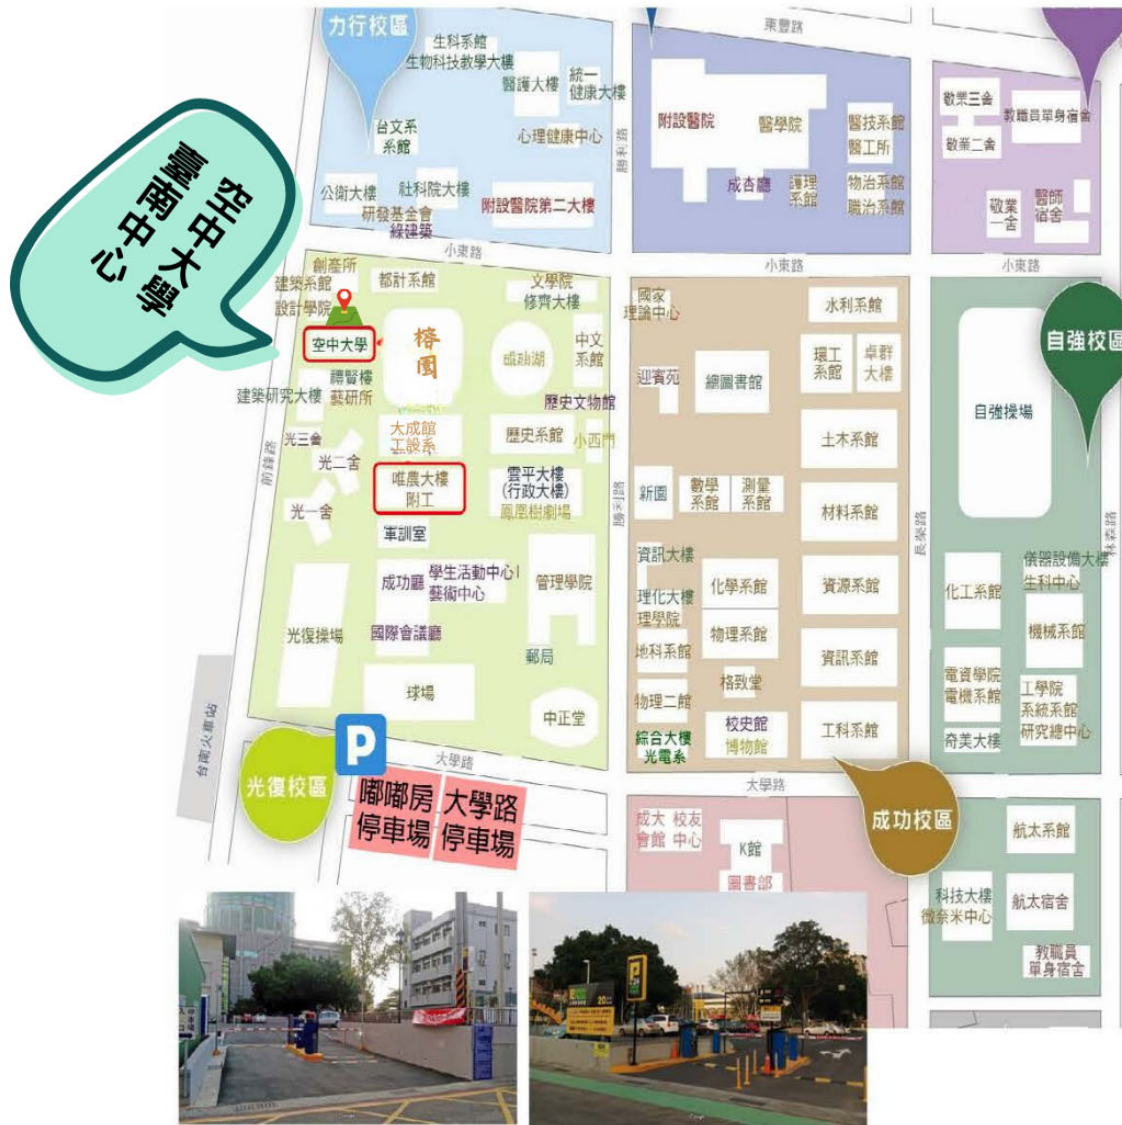 力行校區
生科系館
生物科技教學大樓
醫護大樓
統一
健康大樓
心理健康中心
台文系
系館
公衛大樓
社科院大樓
研發基金會
綠建築
附設醫院第二大樓
東豐路
勝利路
附設醫院
醫學院
醫技系館
醫工所
成杏廳
護理
系館
物治系館
職治系館
敬業三舍
敬業二舍
教職員單身宿舍
敬業
一舍
醫師
宿舍
空中大學
臺南中心
小東路
小東路
小東路
創產所
建築系館
設計學院
都計系館
文學院
修齊大樓
空中大學
榕園
中文
系館
禮賢樓
藝研所
建築研究大樓
歷史文物館
大成館
工設系
歷史系館
小西門
光三舍
光二舍
光一舍
前鋒路
唯農大樓
附工
雲平大樓
(行政大樓)
鳳凰樹劇場
勝利路
軍訓室
成功廳
學生活動中心I
藝術中心
管理學院
光復操場
國際會議廳
郵局
球場
中正堂
國家
理論中心
水利系館
迎賓苑
總圖書館
環工
系館
卓群
大樓
土木系館
新園
數學
系館
測量
系館
材料系館
資訊大樓
理化大樓
理學院
化學系館
資源系館
地科系館
物理系館
資訊系館
物理二館
格致堂
綜合大樓
光電系
校史館
博物館
工科系館
長榮路
自強校區
自強操場
林森路
化工系館
儀器設備大樓
生科中心
機械系館
電資學院
電機系館
工學院
系統系館
研究總中心
奇美大樓
台南火車站
光復校區
P
大學路
大學路
嘟嘟房
停車場
大學路
停車場
成功校區
成大
會館
校友
中心
K館
圖書部
航太系館
科技大樓
微奈米中心
航太宿舍
教職員
單身宿舍
P